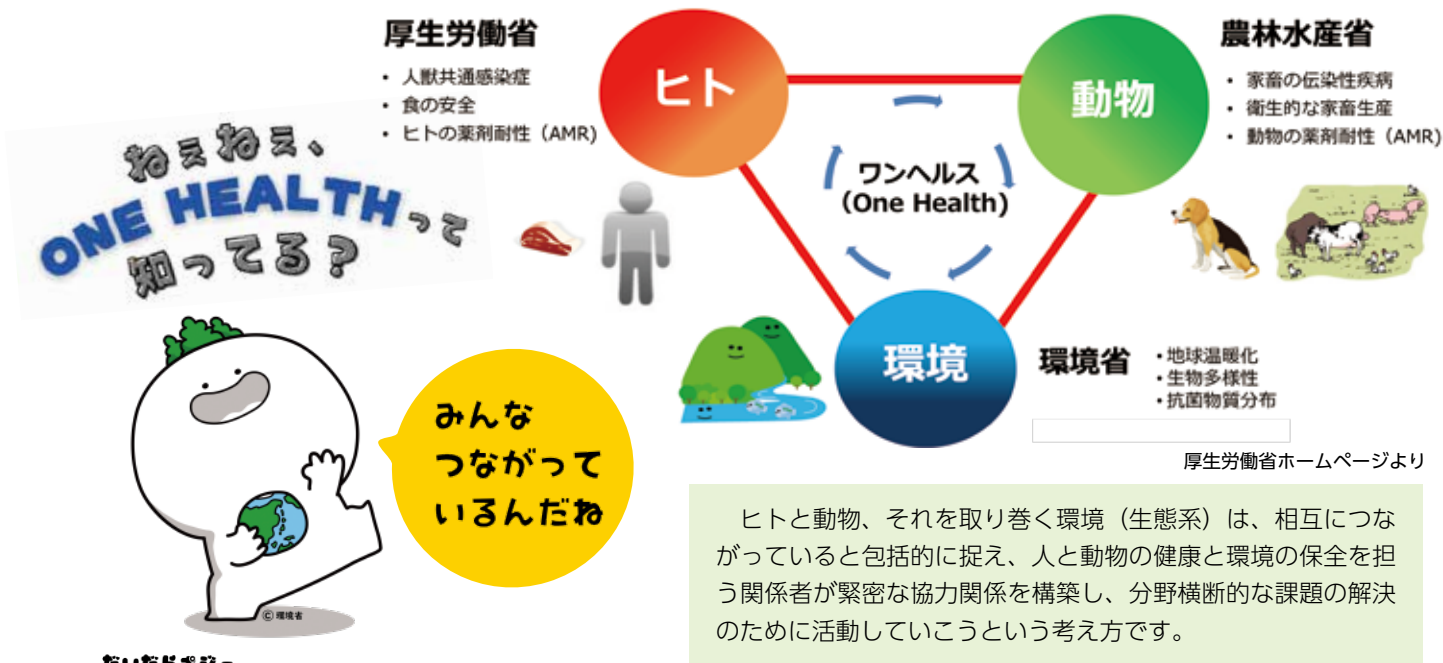 ねぇねぇ、
ONE HEALTHって
知ってる？
厚生労働省
・ 人獣共通感染症
・ 食の安全
・ ヒトの薬剤耐性（AMR）
ヒト
動物
農林水産省
・ 家畜の伝染性疾病
・ 衛生的な家畜生産
・ 動物の薬剤耐性（AMR）
ワンヘルス
(One Health)
環境
環境省
・地球温暖化
・生物多様性
・抗菌物質分布
厚生労働省ホームページより
みんな
つながって
いるんだね
Ⓒ環境省
ヒトと動物、それを取り巻く環境（生態系）は、相互につな
がっていると包括的に捉え、人と動物の健康と環境の保全を担
う関係者が緊密な協力関係を構築し、分野横断的な課題の解決
のために活動していこうという考え方です。